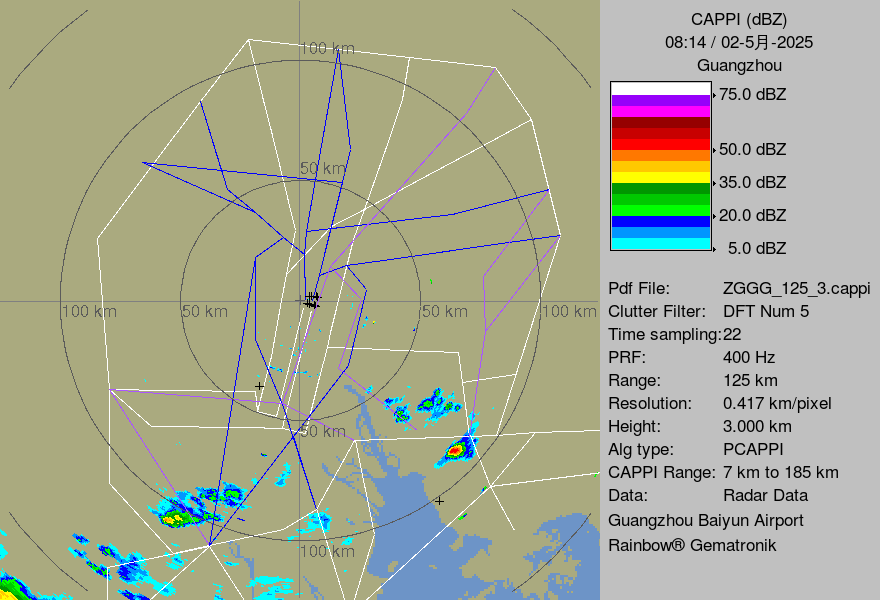 100 km
50 km
100 km
50 km
50 km
100 km
50 km
100 km
CAPPI (dBZ)
08:14 / 02-5月-2025
Guangzhou
75.0 dBZ
50.0 dBZ
35.0 dBZ
20.0 dBZ
5.0 dBZ
Pdf File: ZGGG_125_3.cappi
Clutter Filter: DFT Num 5
Time sampling:22
PRF: 400 Hz
Range: 125 km
Resolution: 0.417 km/pixel
Height: 3.000 km
Alg type: PCAPPI
CAPPI Range: 7 km to 185 km
Data: Radar Data
Guangzhou Baiyun Airport
Rainbow® Gematronik